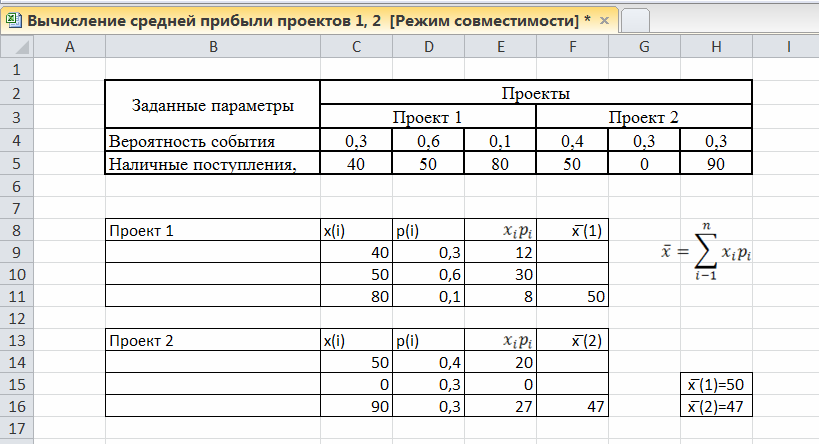 Вычисление средней прибыли проектов 1, 2 [Режим совместимости] *
A B C D E F G H I
1
2 Заданные параметры Проекты
3 Проект 1 Проект 2
4 Вероятность события 0,3 0,6 0,1 0,4 0,3 0,3
5 Наличные поступления, 40 50 80 50 0 90
6
7
8 Проект 1 x(i) p(i) xᵢpᵢ x̅(1)
9 40 0,3 12
10 50 0,6 30
11 80 0,1 8 50
x̄ = ∑ⁿᵢ₋₁ xᵢpᵢ
12
13 Проект 2 x(i) p(i) xᵢpᵢ x̅(2)
14 50 0,4 20
15 0 0,3 0 x̅(1)=50
16 90 0,3 27 47 x̅(2)=47
17